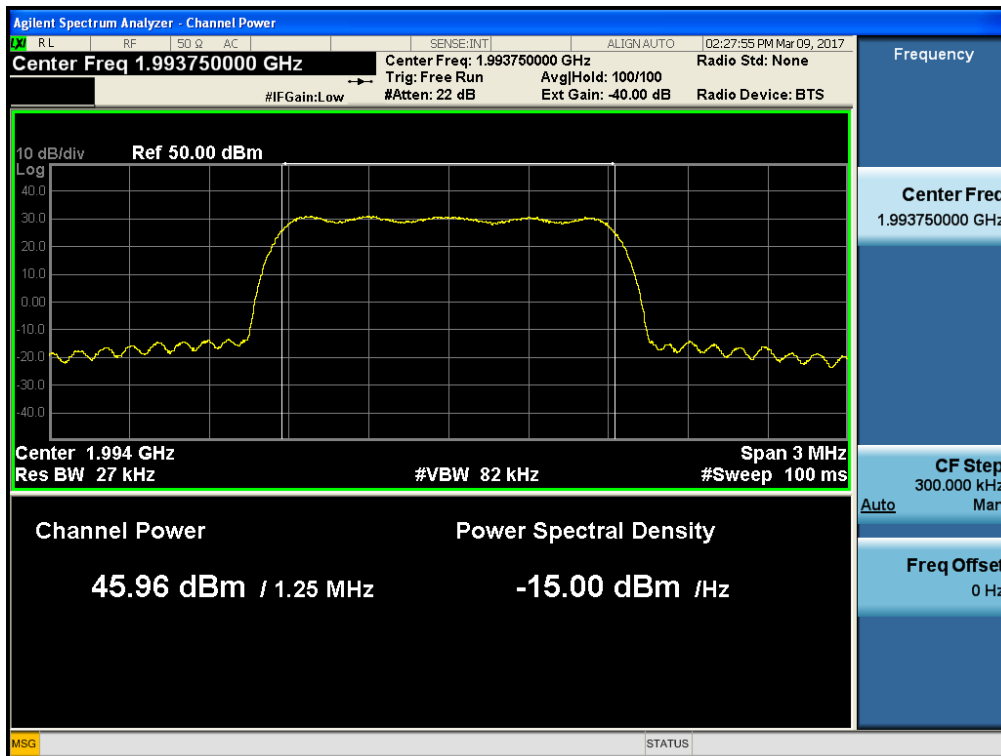 Agilent Spectrum Analyzer - Channel Power
LXI RL RF 50 Ω AC SENSE:INT ALIGN AUTO 02:27:55 PM Mar 09, 2017
Center Freq 1.993750000 GHz
Center Freq: 1.993750000 GHz Radio Std: None
Trig: Free Run Avg|Hold: 100/100
#IFGain:Low #Atten: 22 dB Ext Gain: -40.00 dB Radio Device: BTS
10 dB/div Ref 50.00 dBm
Log
40.0
30.0
20.0
10.0
0.00
-10.0
-20.0
-30.0
-40.0
Center 1.994 GHz Span 3 MHz
Res BW 27 kHz #VBW 82 kHz #Sweep 100 ms
Channel Power Power Spectral Density
45.96 dBm / 1.25 MHz -15.00 dBm /Hz
Frequency
Center Freq
1.993750000 GHz
CF Step
300.000 kHz
Auto Man
Freq Offset
0 Hz
MSG STATUS